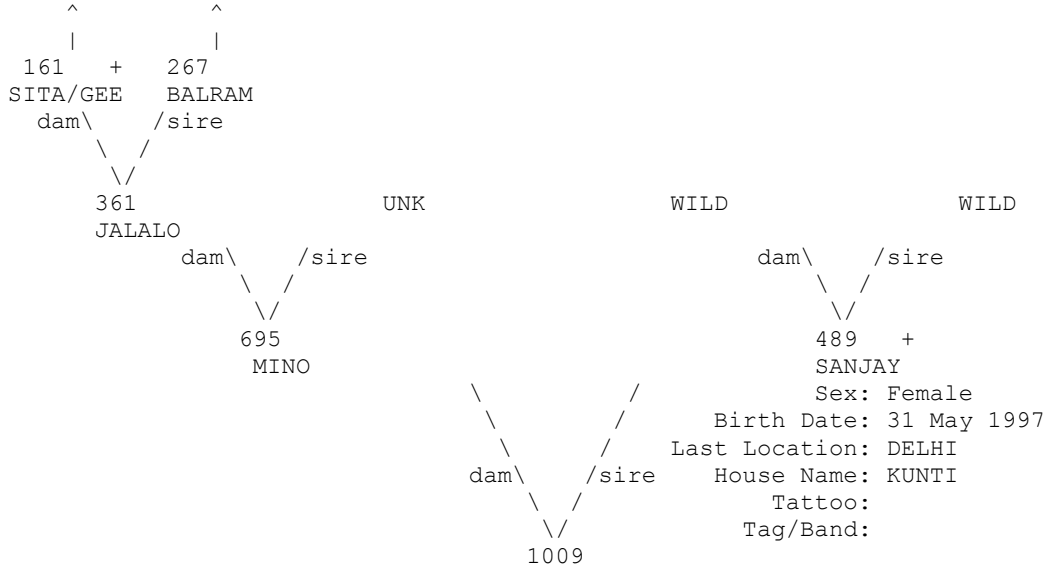 ^ ^
| |
161 + 267
SITA/GEE BALRAM
dam\ /sire
\ /
\/
361 UNK WILD WILD
JALALO
dam\ /sire dam\ /sire
\ / \ /
\/ \/
695 489 +
MINO SANJAY
\ / Sex: Female
\ / Birth Date: 31 May 1997
\ / Last Location: DELHI
dam\ /sire House Name: KUNTI
\ / Tattoo:
\/ Tag/Band:
1009